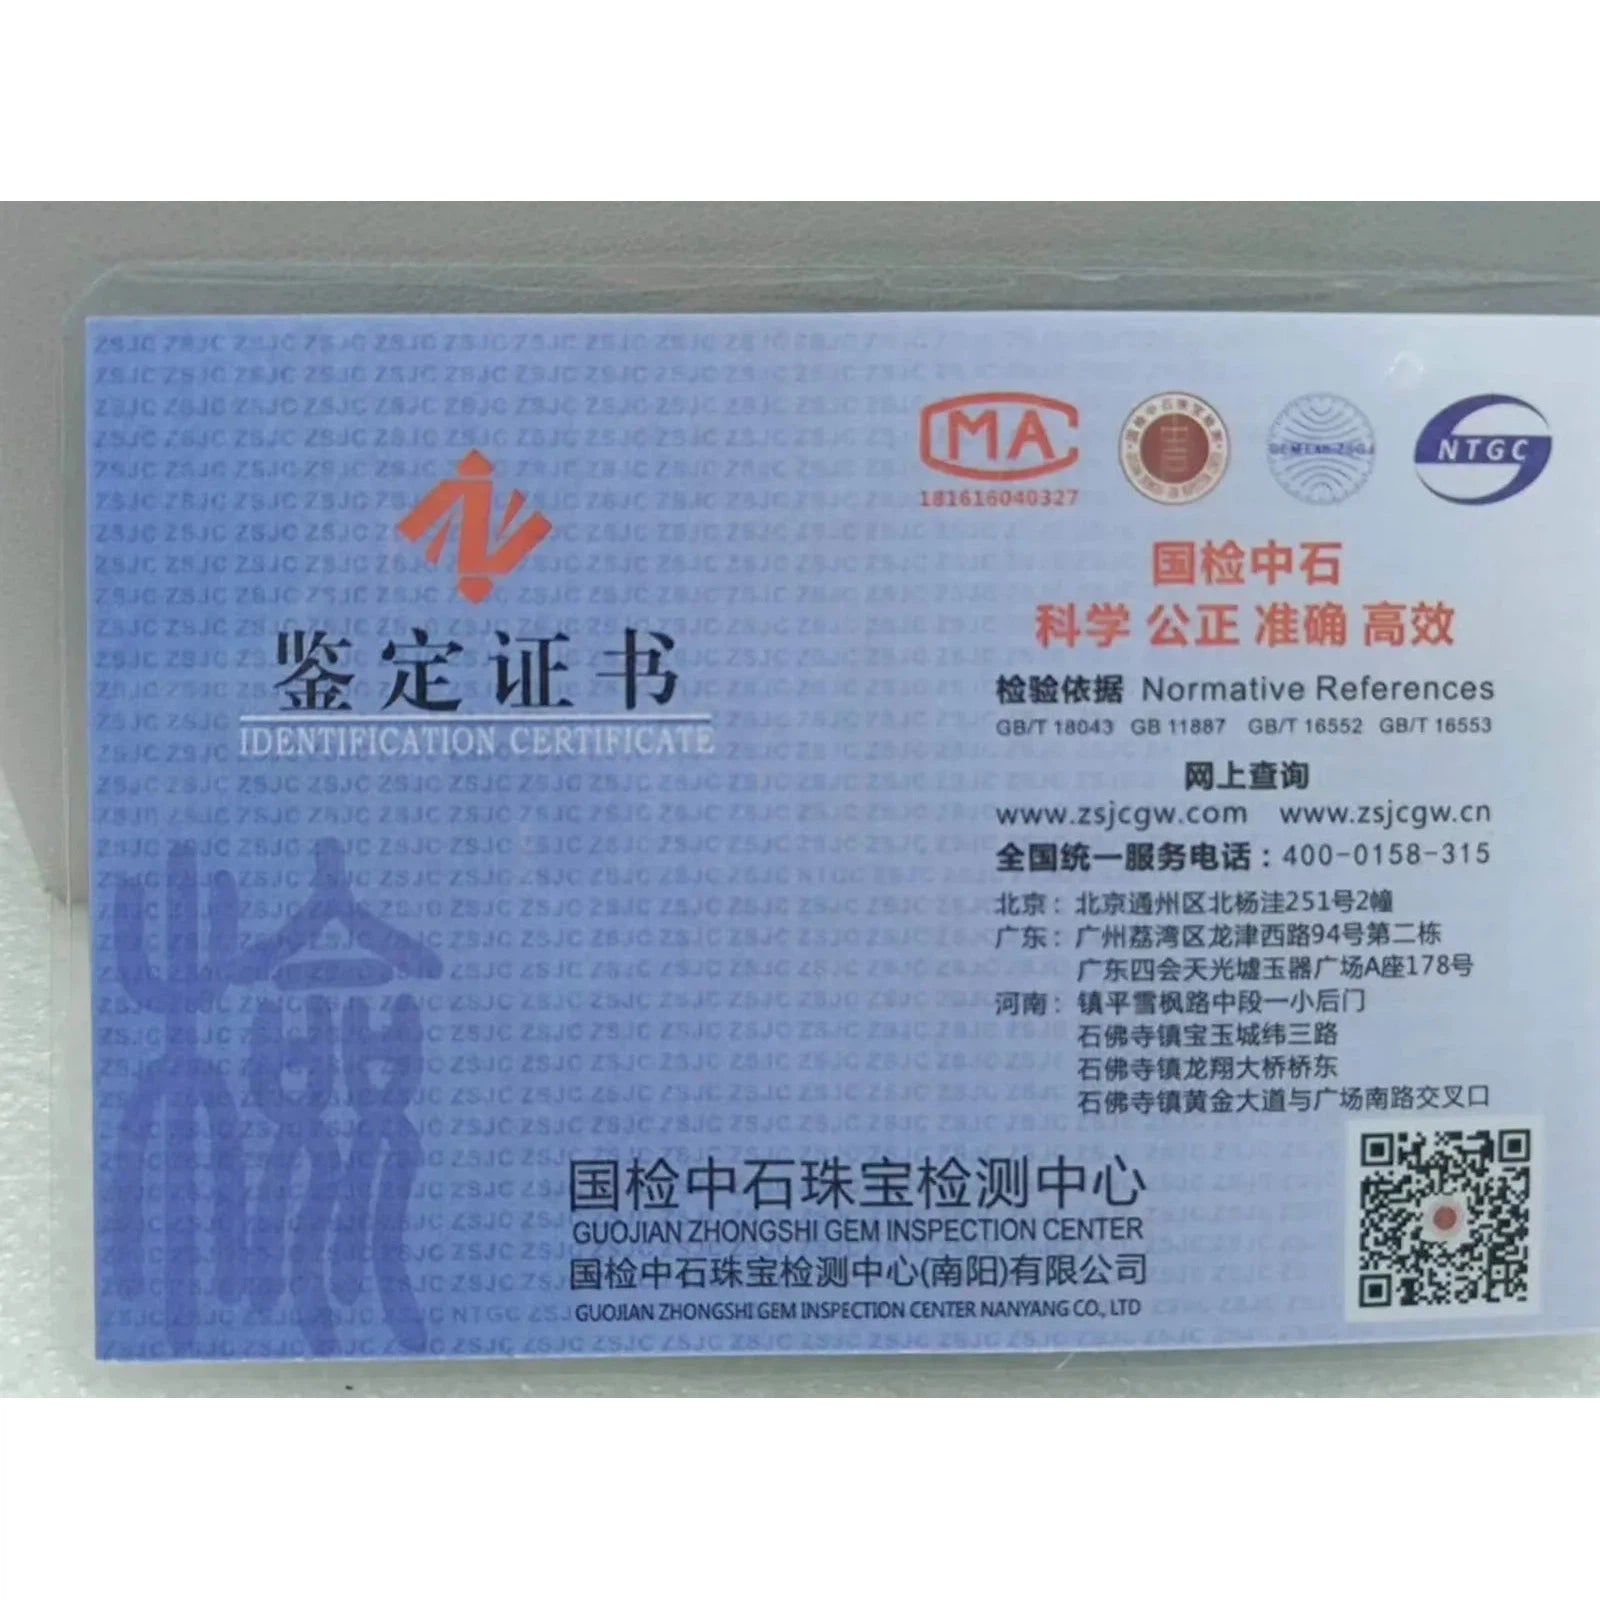 鉴定证书
IDENTIFICATION CERTIFICATE
MA
181616040327
GEM LAB ZSGJ
NTGC
国检中石
科学 公正 准确 高效
检验依据 Normative References
GB/T 18043 GB 11887 GB/T 16552 GB/T 16553
网上查询
www.zsjcgw.com www.zsjcgw.cn
全国统一服务电话：400-0158-315
北京：北京通州区北杨洼251号2幢
广东：广州荔湾区龙津西路94号第二栋
广东四会天光墟玉器广场A座178号
河南：镇平雪枫路中段一小后门
石佛寺镇宝玉城纬三路
石佛寺镇龙翔大桥桥东
石佛寺镇黄金大道与广场南路交叉口
国检中石珠宝检测中心
GUOJIAN ZHONGSHI GEM INSPECTION CENTER
国检中石珠宝检测中心(南阳)有限公司
GUOJIAN ZHONGSHI GEM INSPECTION CENTER NANYANG CO., LTD